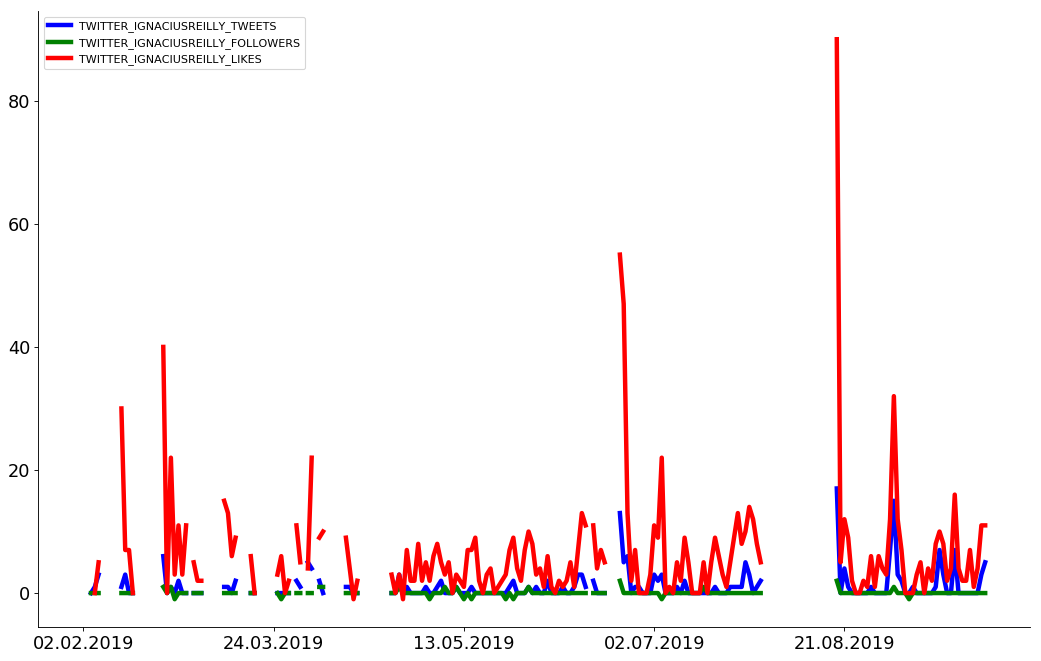 TWITTER_IGNACIUSREILLY_TWEETS
TWITTER_IGNACIUSREILLY_FOLLOWERS
TWITTER_IGNACIUSREILLY_LIKES
80
60
40
20
0
02.02.2019 24.03.2019 13.05.2019 02.07.2019 21.08.2019